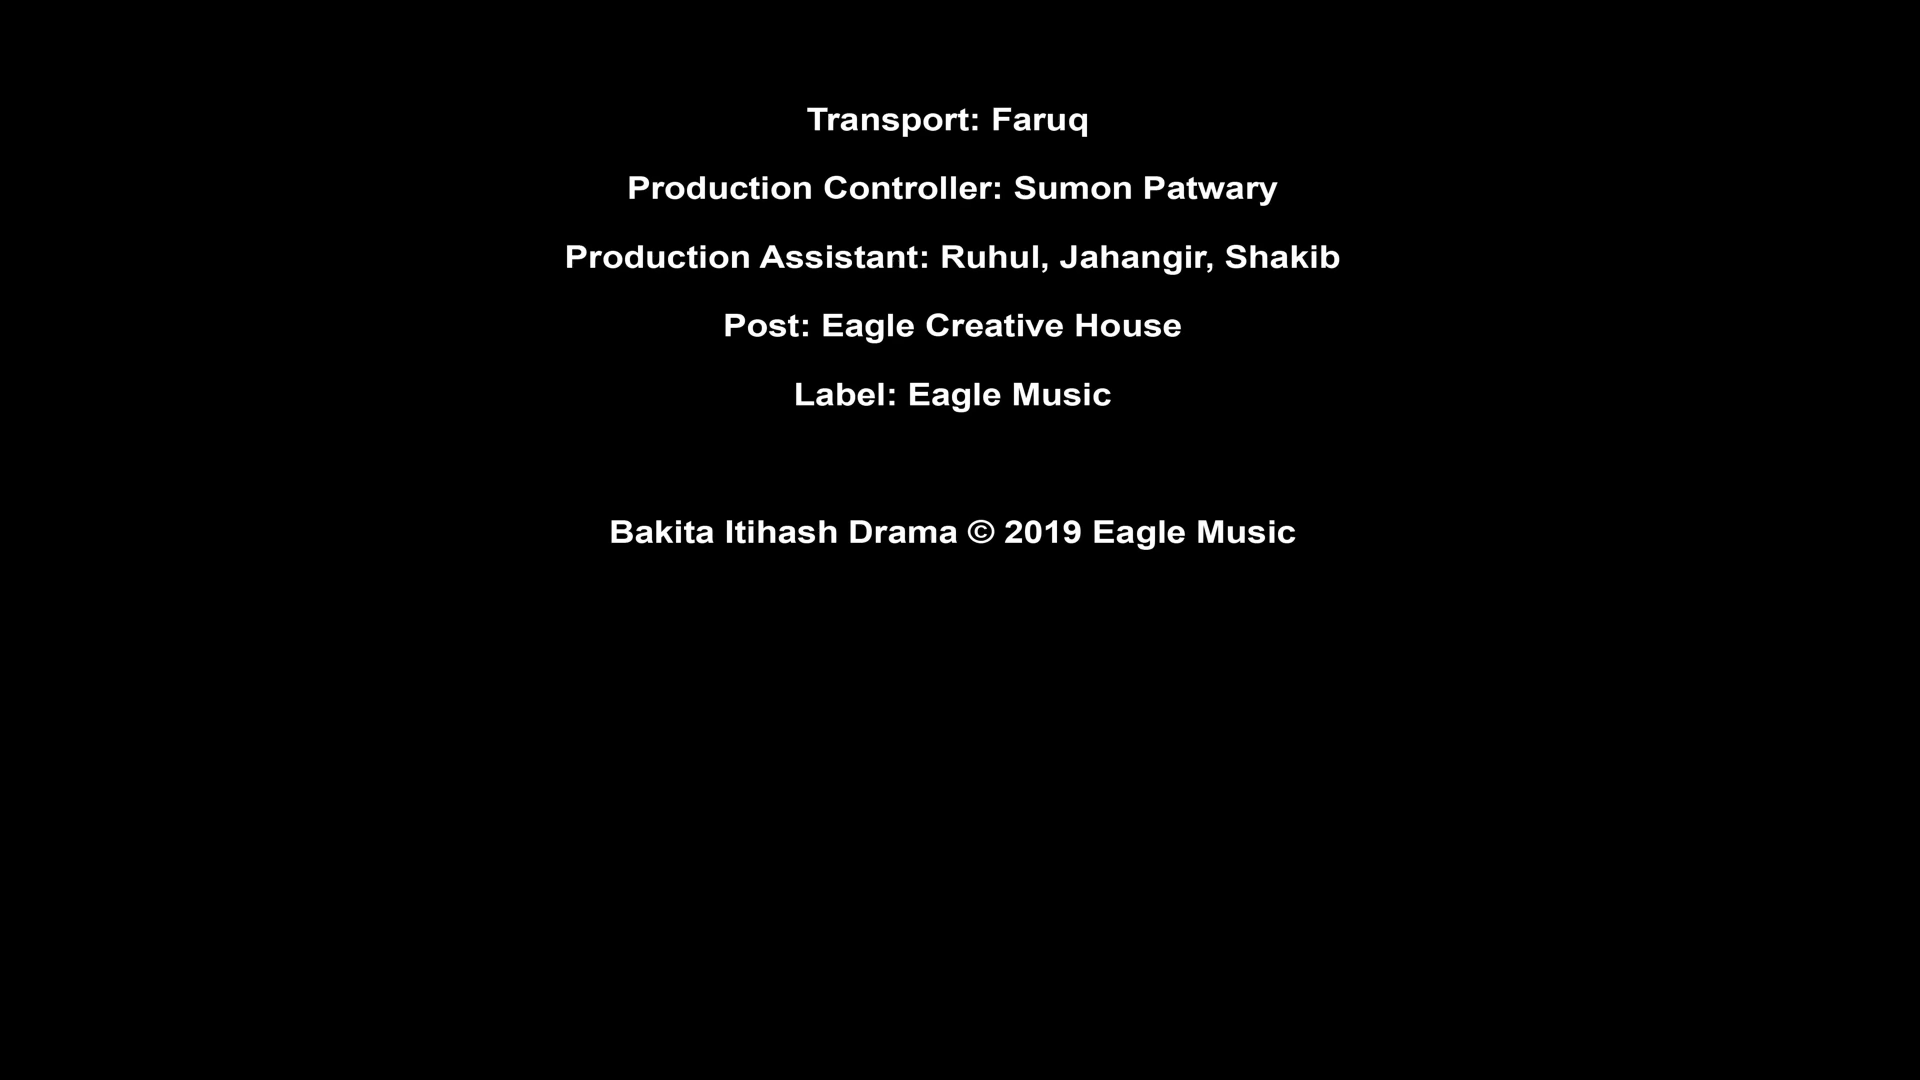 Transport: Faruq
Production Controller: Sumon Patwary
Production Assistant: Ruhul, Jahangir, Shakib
Post: Eagle Creative House
Label: Eagle Music
Bakita Itihash Drama © 2019 Eagle Music